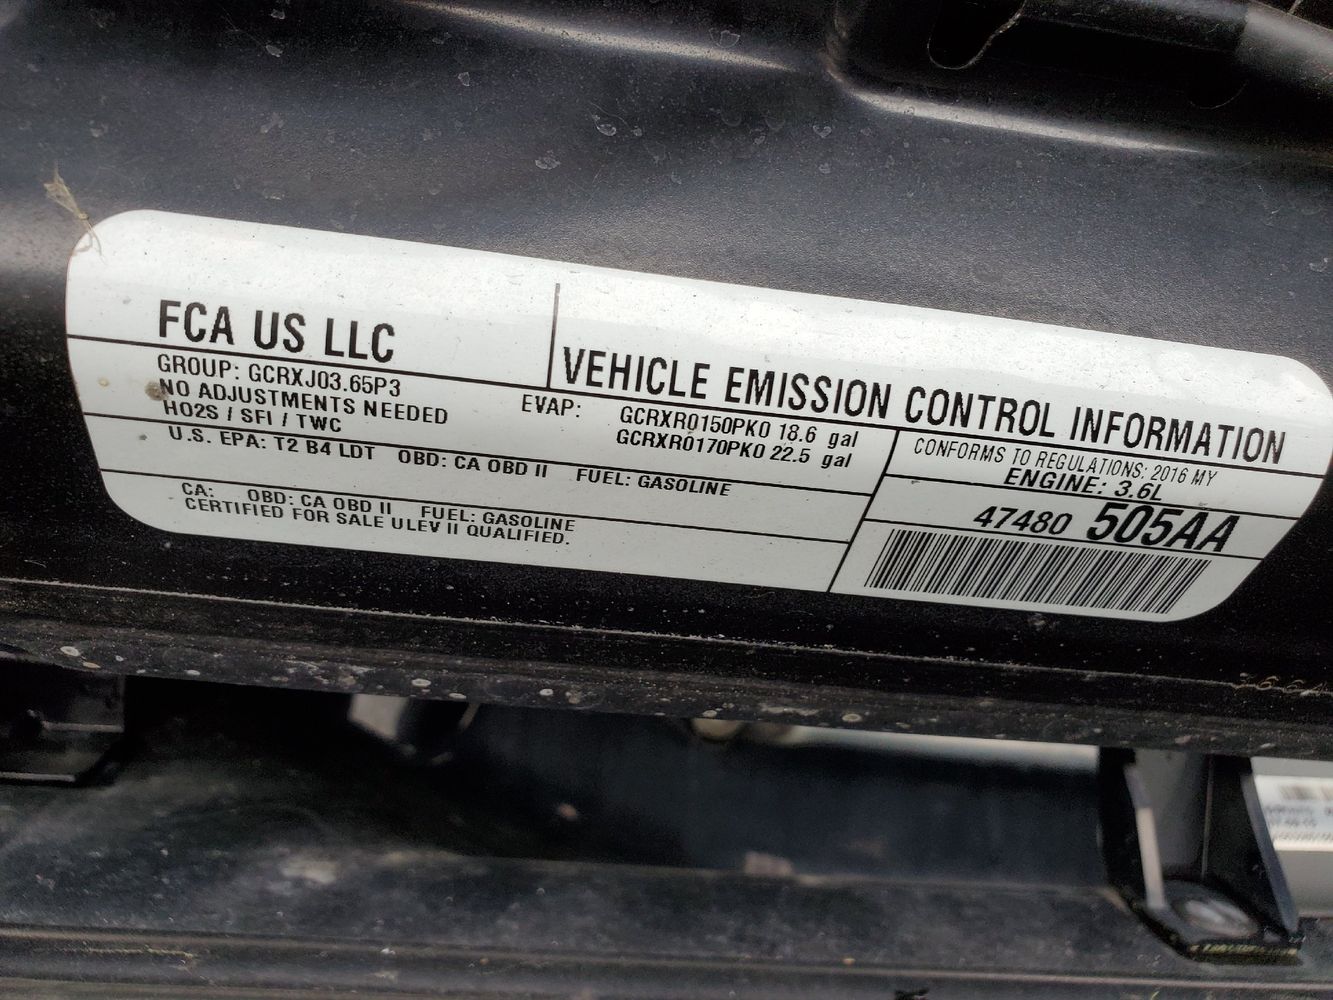 FCA US LLC
VEHICLE EMISSION CONTROL INFORMATION
GROUP: GCRXJ03.65P3
NO ADJUSTMENTS NEEDED
HO2S / SFI / TWC
EVAP: GCRXR0150PK0 18.6 gal
GCRXR0170PK0 22.5 gal
CONFORMS TO REGULATIONS: 2016 MY
ENGINE: 3.6L
U.S. EPA: T2 B4 LDT OBD: CA OBD II FUEL: GASOLINE
CA: OBD: CA OBD II FUEL: GASOLINE
CERTIFIED FOR SALE ULEV II QUALIFIED.
47480 505AA